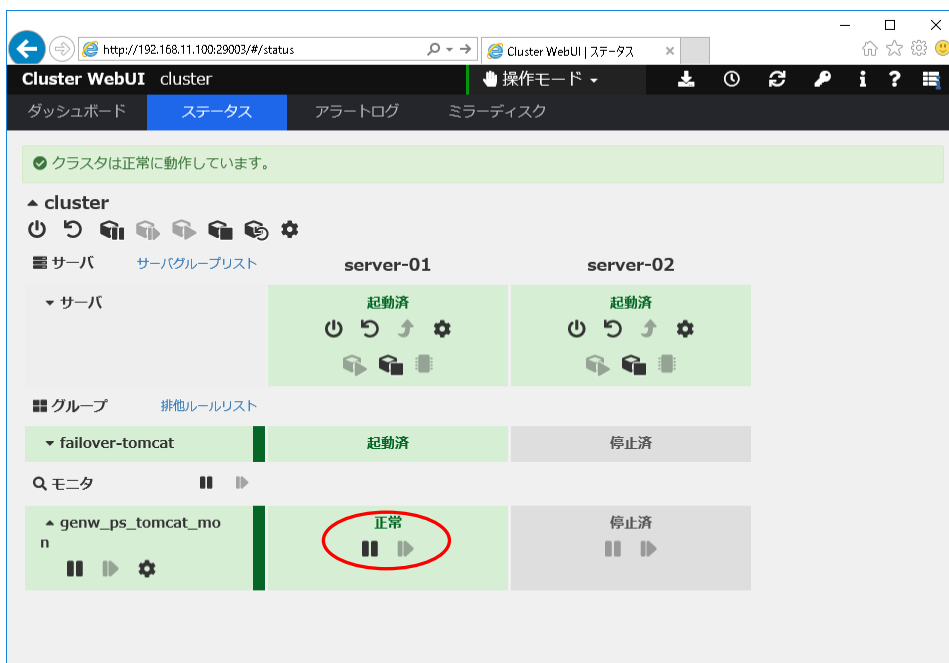 http://192.168.11.100:29003/#/status
Cluster WebUI | ステータス
Cluster WebUI cluster 操作モード
ダッシュボード ステータス アラートログ ミラーディスク
クラスタは正常に動作しています。
cluster
サーバ サーバグループリスト server-01 server-02
サーバ 起動済 起動済
グループ 排他ルールリスト
failover-tomcat 起動済 停止済
モニタ
genw_ps_tomcat_mo 正常 停止済
n